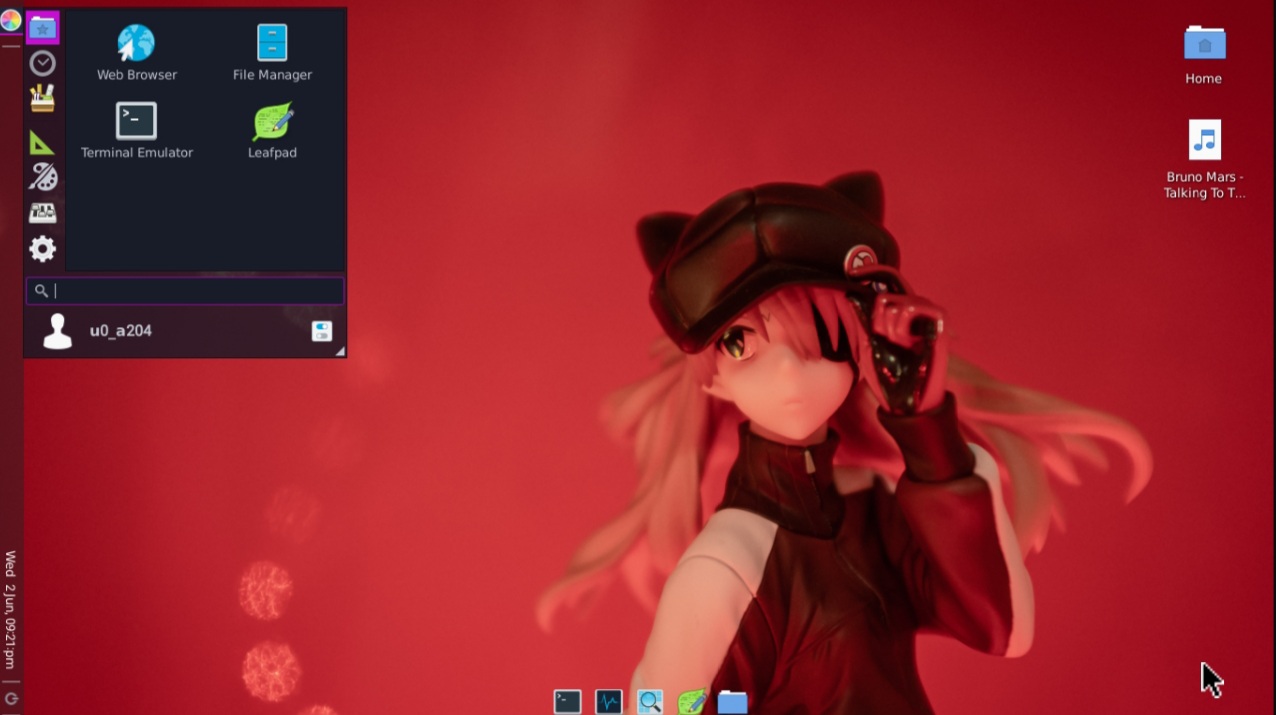 Web Browser
File Manager
Terminal Emulator
Leafpad
u0_a204
Home
Bruno Mars -
Talking To T...
Wed 2 Jun, 09:21:pm